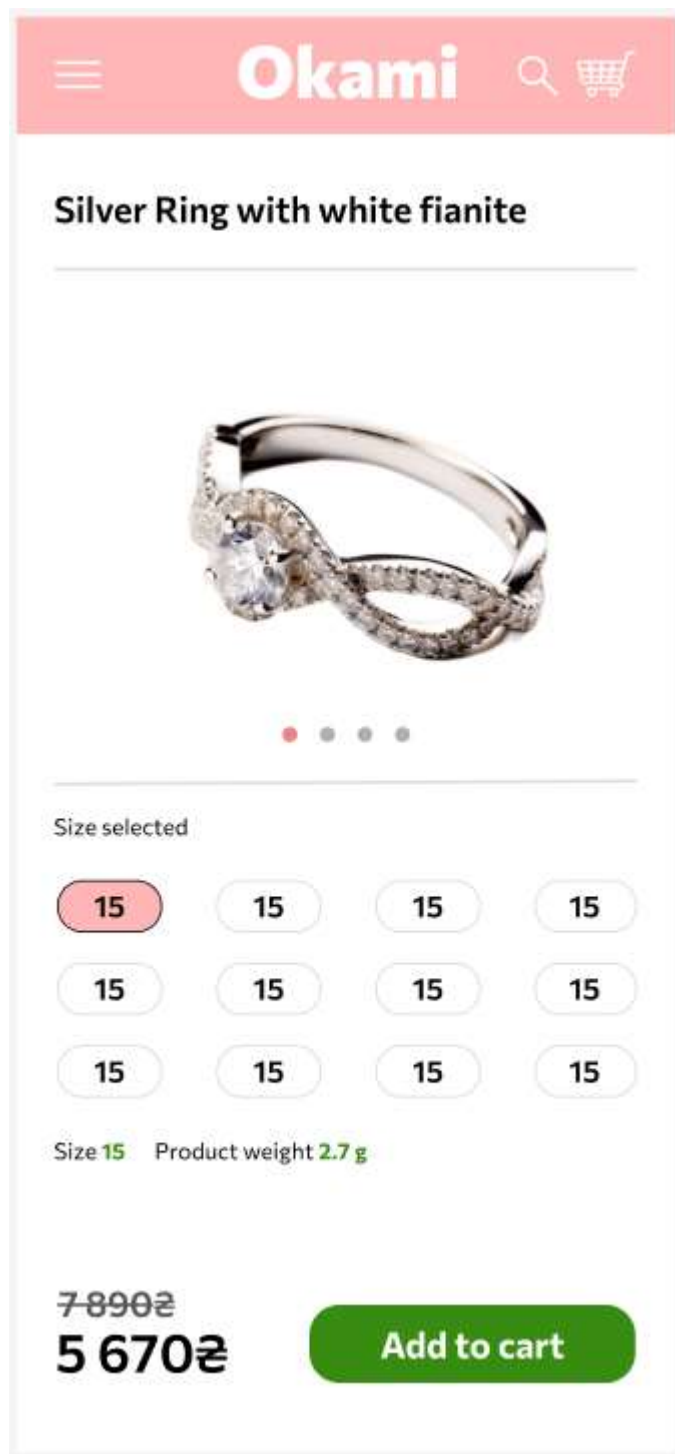 Okami
Silver Ring with white fianite
Size selected
15 15 15 15
15 15 15 15
15 15 15 15
Size 15 Product weight 2.7 g
7 890₴
5 670₴
Add to cart